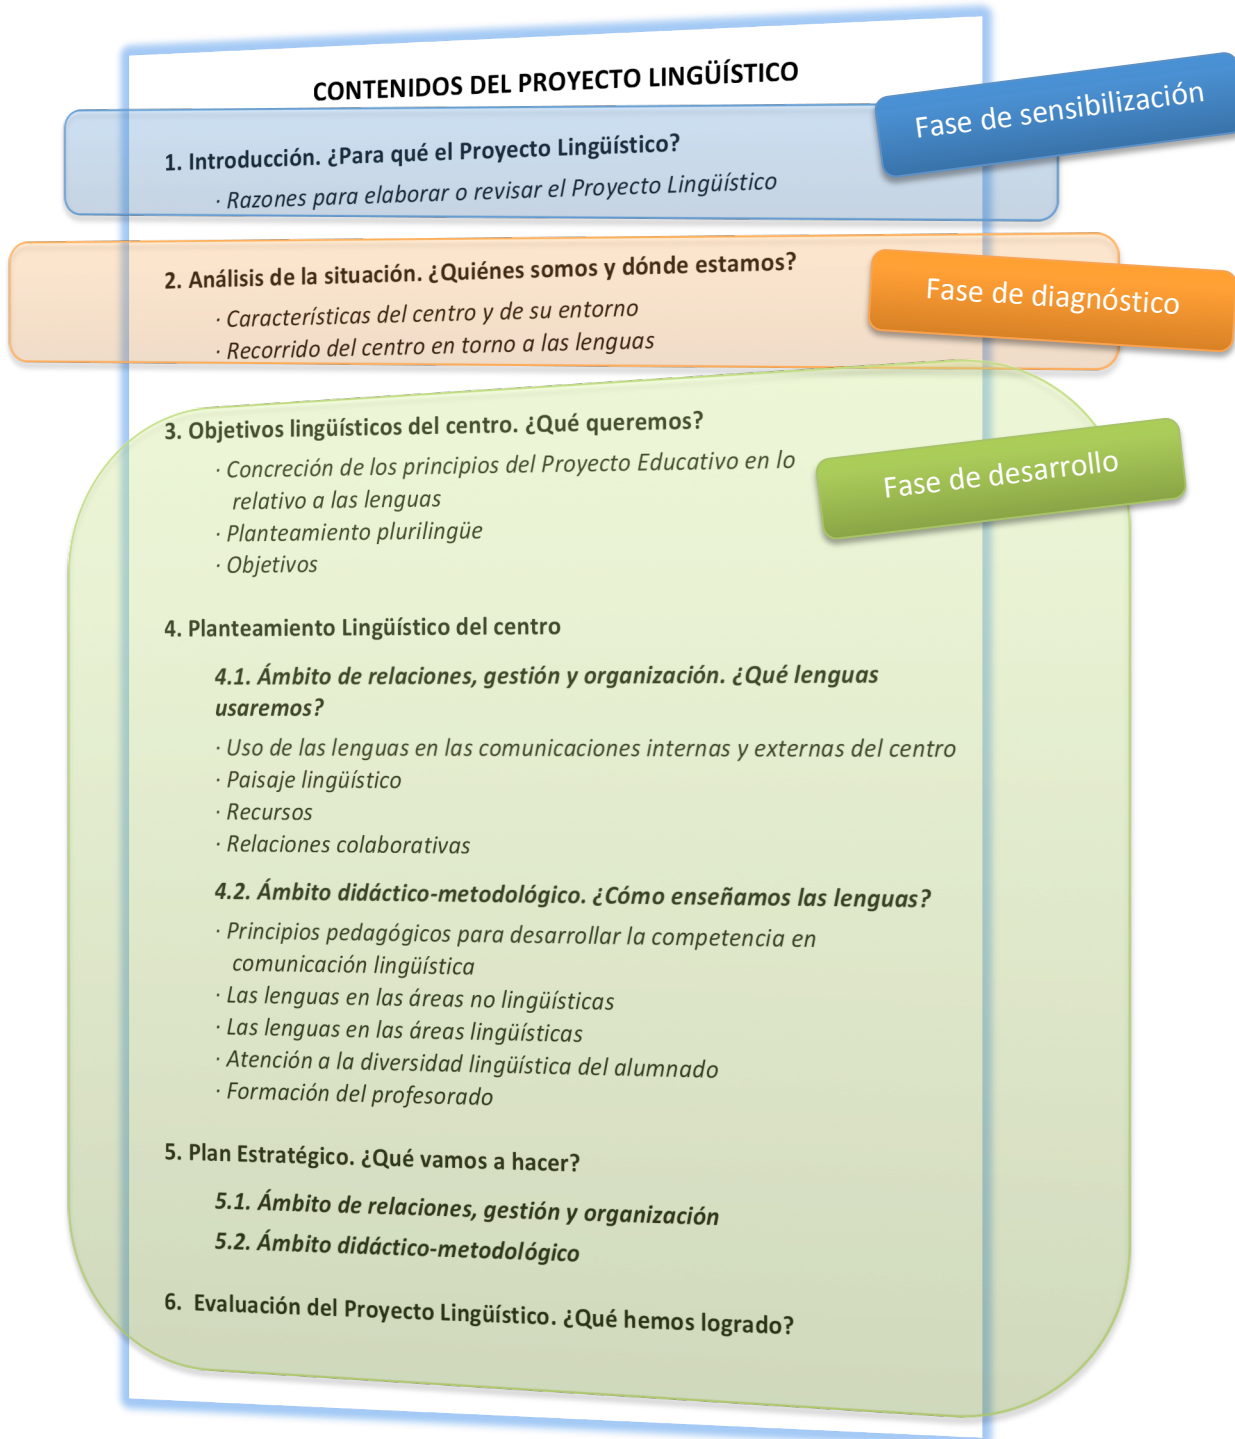 CONTENIDOS DEL PROYECTO LINGÜÍSTICO
Fase de sensibilización
1. Introducción. ¿Para qué el Proyecto Lingüístico?
· Razones para elaborar o revisar el Proyecto Lingüístico
2. Análisis de la situación. ¿Quiénes somos y dónde estamos?
Fase de diagnóstico
· Características del centro y de su entorno
· Recorrido del centro en torno a las lenguas
3. Objetivos lingüísticos del centro. ¿Qué queremos?
Fase de desarrollo
· Concreción de los principios del Proyecto Educativo en lo
relativo a las lenguas
· Planteamiento plurilingüe
· Objetivos
4. Planteamiento Lingüístico del centro
4.1. Ámbito de relaciones, gestión y organización. ¿Qué lenguas
usaremos?
· Uso de las lenguas en las comunicaciones internas y externas del centro
· Paisaje lingüístico
· Recursos
· Relaciones colaborativas
4.2. Ámbito didáctico-metodológico. ¿Cómo enseñamos las lenguas?
· Principios pedagógicos para desarrollar la competencia en
comunicación lingüística
· Las lenguas en las áreas no lingüísticas
· Las lenguas en las áreas lingüísticas
· Atención a la diversidad lingüística del alumnado
· Formación del profesorado
5. Plan Estratégico. ¿Qué vamos a hacer?
5.1. Ámbito de relaciones, gestión y organización
5.2. Ámbito didáctico-metodológico
6. Evaluación del Proyecto Lingüístico. ¿Qué hemos logrado?